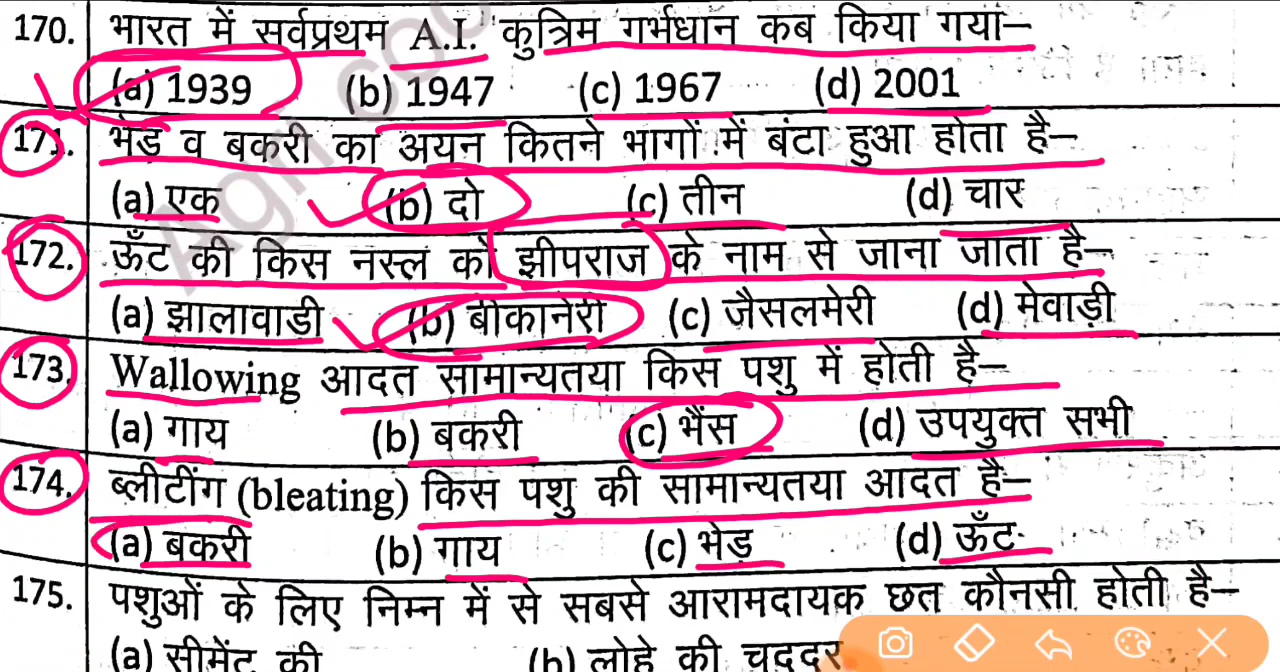 170. भारत में सर्वप्रथम A.I. कुत्रिम गर्भधान कब किया गया–
(a) 1939 (b) 1947 (c) 1967 (d) 2001
171. भेड़ व बकरी का अयन कितने भागों में बंटा हुआ होता है–
(a) एक (b) दो (c) तीन (d) चार
172. ऊँट की किस नस्ल को झीपराज के नाम से जाना जाता है–
(a) झालावाडी (b) बीकानेरी (c) जैसलमेरी (d) मेवाड़ी
173. Wallowing आदत सामान्यतया किस पशु में होती है–
(a) गाय (b) बकरी (c) भैंस (d) उपयुक्त सभी
174. ब्लीटींग (bleating) किस पशु की सामान्यतया आदत है–
(a) बकरी (b) गाय (c) भेड़ (d) ऊँट
175. पशुओं के लिए निम्न में से सबसे आरामदायक छत कौनसी होती है–
(a) सीमेंट की (b) लोहे की चद्दर